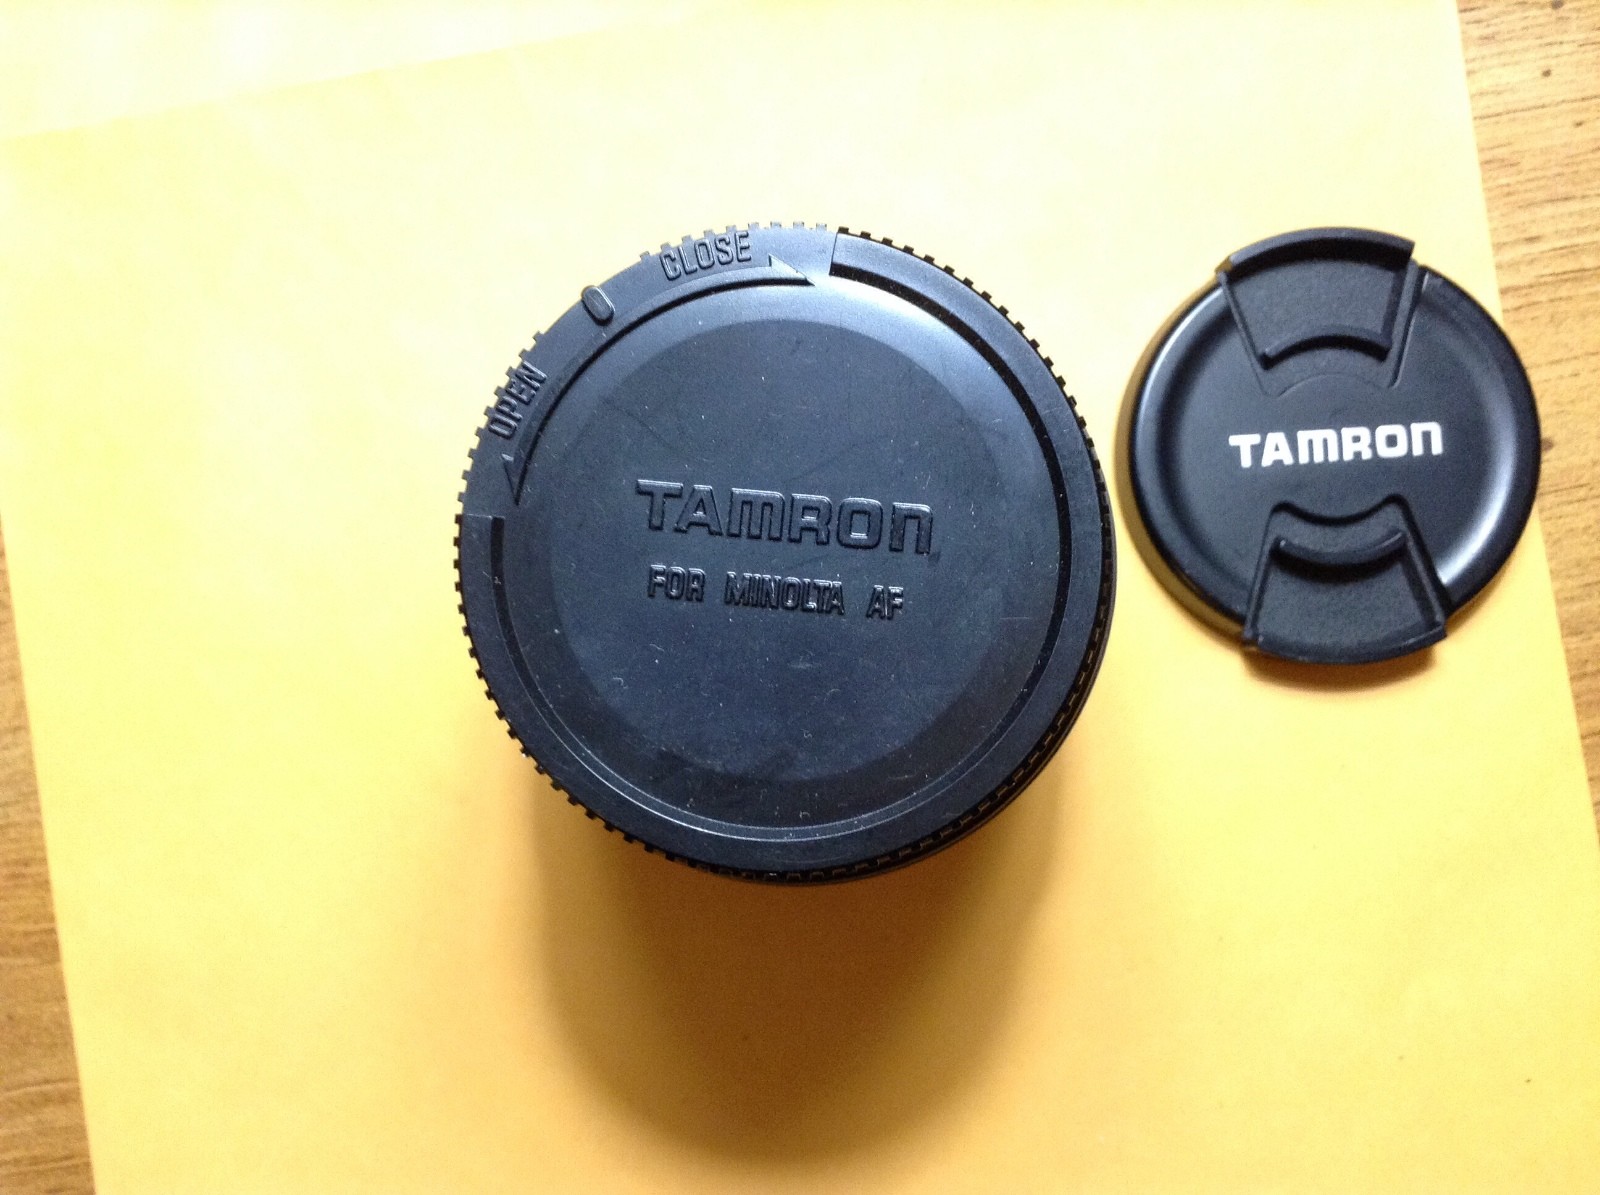 CLOSE
O
OPEN
TAMRON
FOR MINOLTA AF
TAMRON